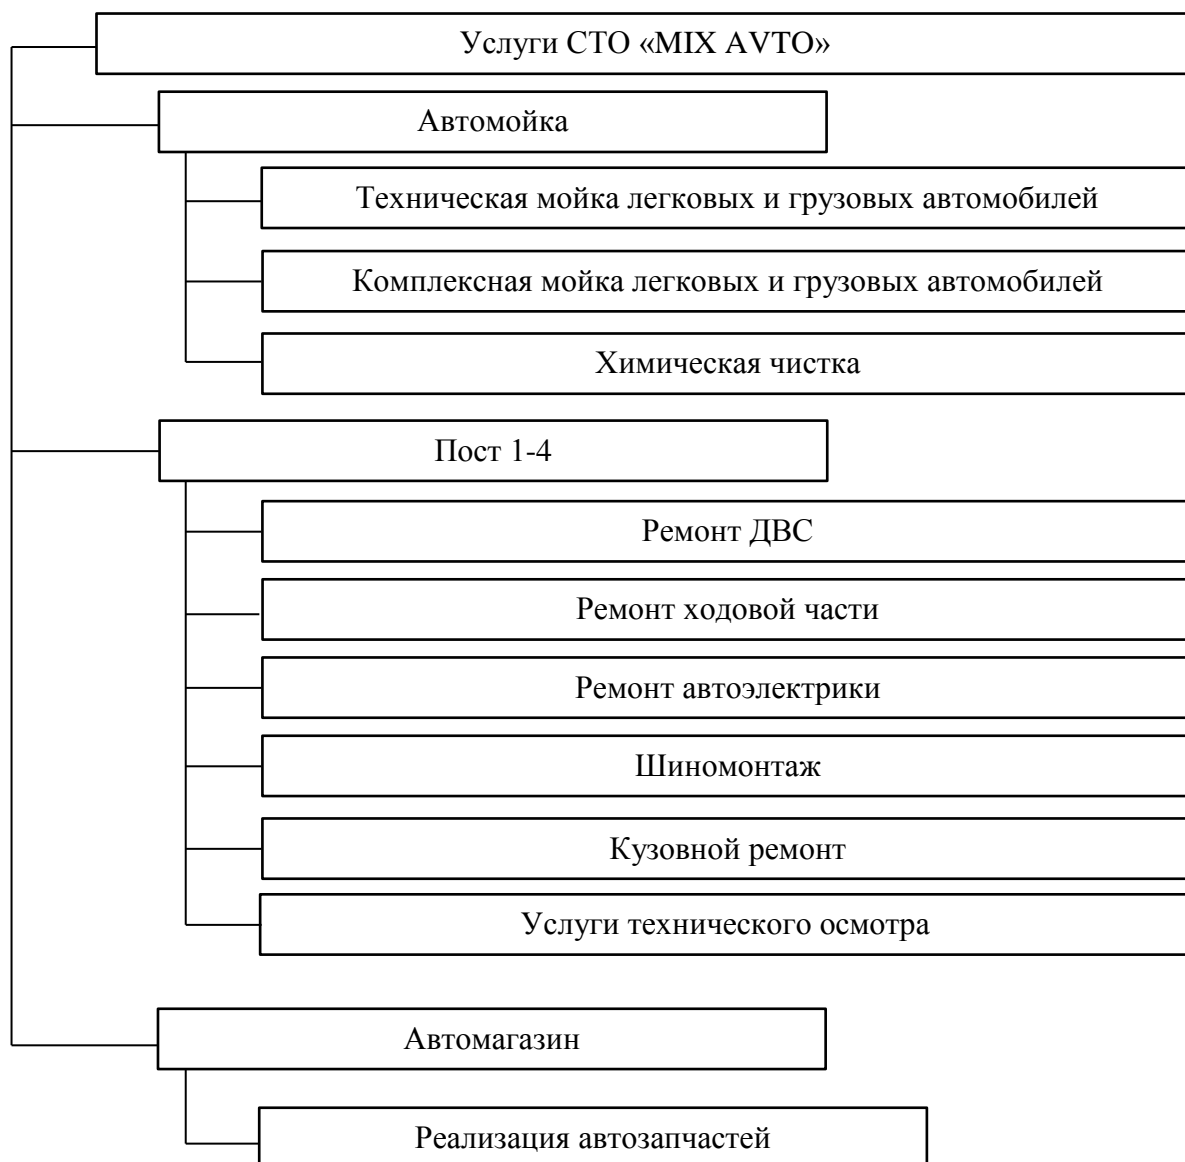 Услуги СТО «MIX AVTO»
Автомойка
Техническая мойка легковых и грузовых автомобилей
Комплексная мойка легковых и грузовых автомобилей
Химическая чистка
Пост 1-4
Ремонт ДВС
Ремонт ходовой части
Ремонт автоэлектрики
Шиномонтаж
Кузовной ремонт
Услуги технического осмотра
Автомагазин
Реализация автозапчастей